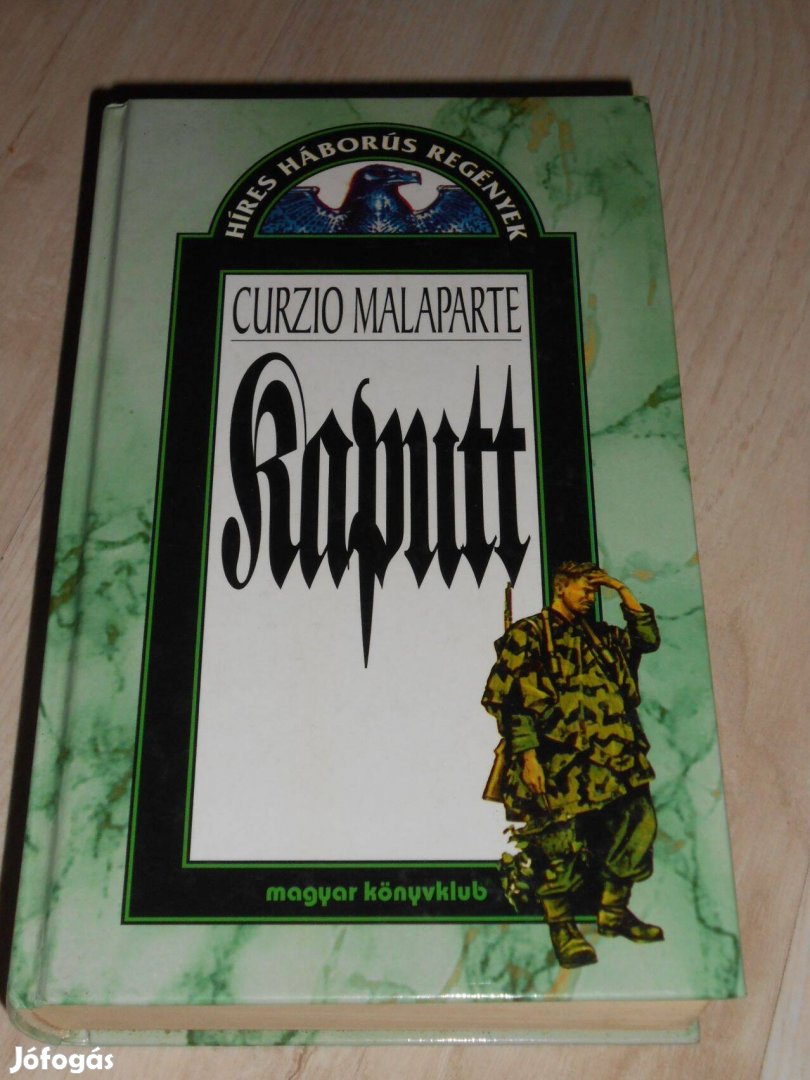 HÍRES HÁBORÚS REGÉNYEK
CURZIO MALAPARTE
Kaputt
magyar könyvklub
Jófogás